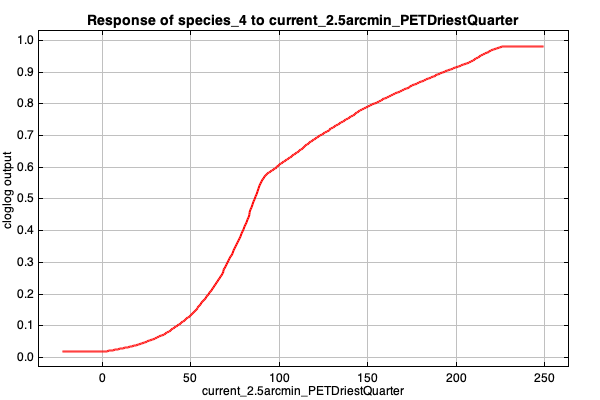 Response of species_4 to current_2.5arcmin_PETDriestQuarter
1.0
0.9
0.8
0.7
0.6
0.5
0.4
0.3
0.2
0.1
0.0
cloglog output
0 50 100 150 200 250
current_2.5arcmin_PETDriestQuarter